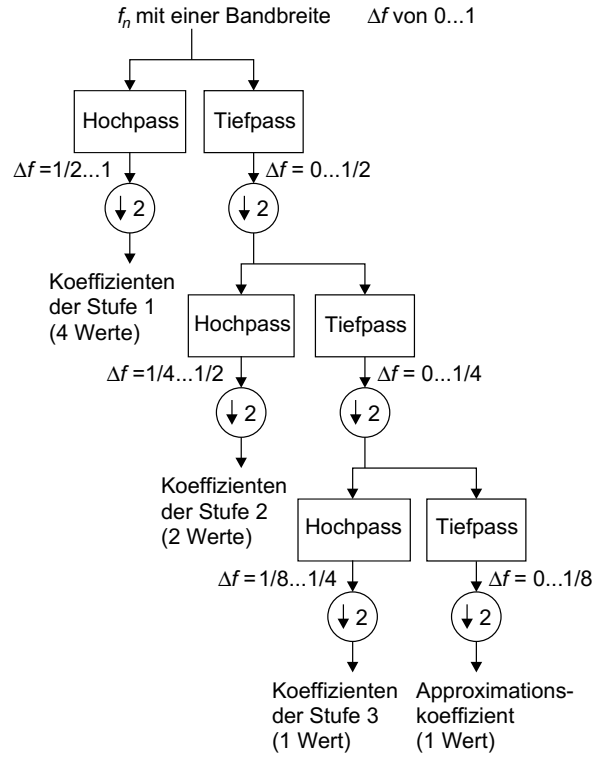 fn mit einer Bandbreite Δf von 0...1
Hochpass
Tiefpass
Δf =1/2...1
Δf = 0...1/2
↓ 2
↓ 2
Koeffizienten
der Stufe 1
(4 Werte)
Hochpass
Tiefpass
Δf =1/4...1/2
Δf = 0...1/4
↓ 2
↓ 2
Koeffizienten
der Stufe 2
(2 Werte)
Hochpass
Tiefpass
Δf = 1/8...1/4
Δf = 0...1/8
↓ 2
↓ 2
Koeffizienten
der Stufe 3
(1 Wert)
Approximations-
koeffizient
(1 Wert)